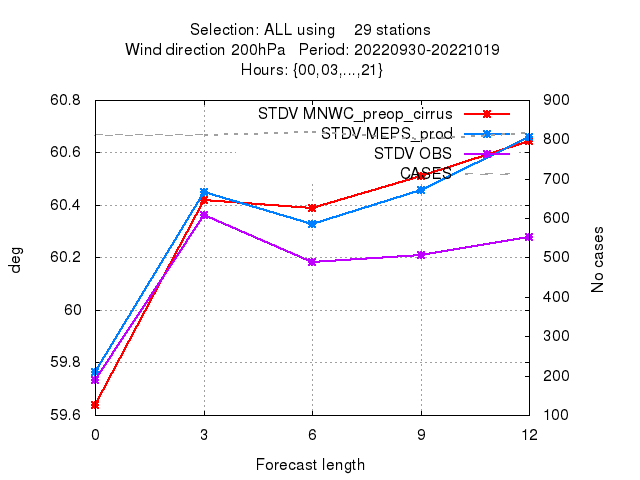 Selection: ALL using 29 stations
Wind direction 200hPa Period: 20220930-20221019
Hours: {00,03,...,21}
60.8
60.6
60.4
60.2
60
59.8
59.6
deg
STDV MNWC_preop_cirrus
STDV MEPS_prod
STDV OBS
CASES
900
800
700
600
500
400
300
200
100
No cases
0 3 6 9 12
Forecast length